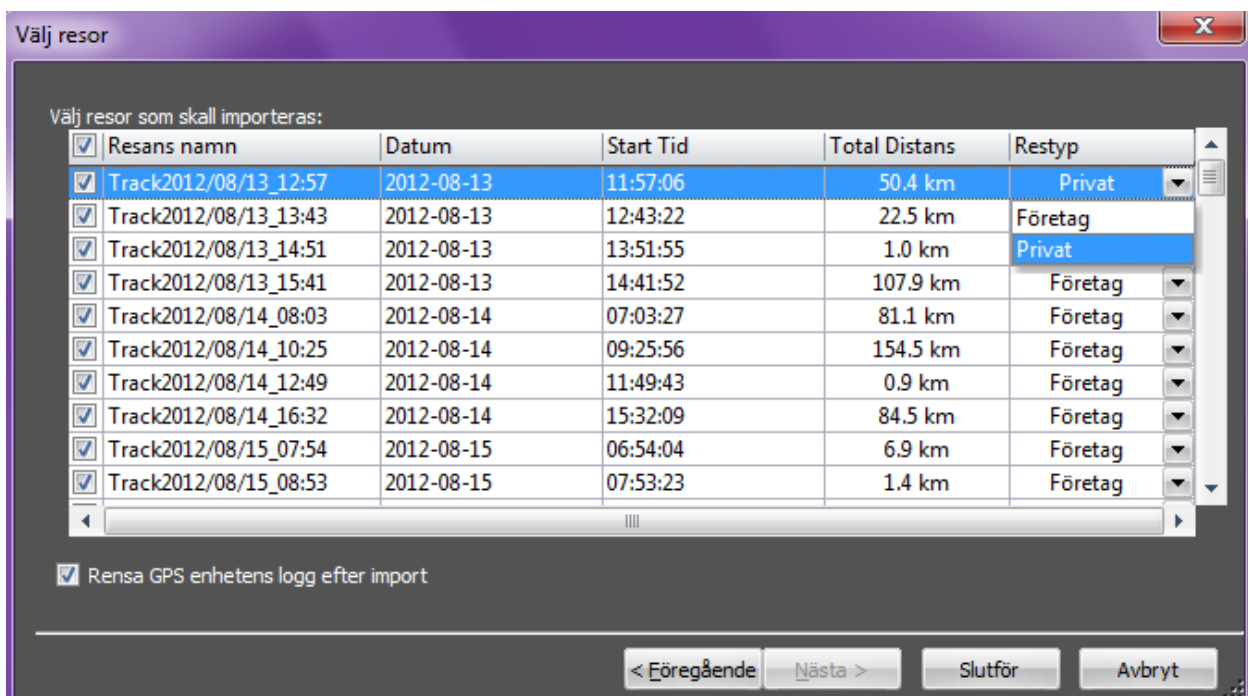 Välj resor
Välj resor som skall importeras:
Resans namn Datum Start Tid Total Distans Restyp
Track2012/08/13_12:57 2012-08-13 11:57:06 50.4 km Privat
Track2012/08/13_13:43 2012-08-13 12:43:22 22.5 km Företag
Track2012/08/13_14:51 2012-08-13 13:51:55 1.0 km Privat
Track2012/08/13_15:41 2012-08-13 14:41:52 107.9 km Företag
Track2012/08/14_08:03 2012-08-14 07:03:27 81.1 km Företag
Track2012/08/14_10:25 2012-08-14 09:25:56 154.5 km Företag
Track2012/08/14_12:49 2012-08-14 11:49:43 0.9 km Företag
Track2012/08/14_16:32 2012-08-14 15:32:09 84.5 km Företag
Track2012/08/15_07:54 2012-08-15 06:54:04 6.9 km Företag
Track2012/08/15_08:53 2012-08-15 07:53:23 1.4 km Företag
Rensa GPS enhetens logg efter import
< Föregående Nästa > Slutför Avbryt